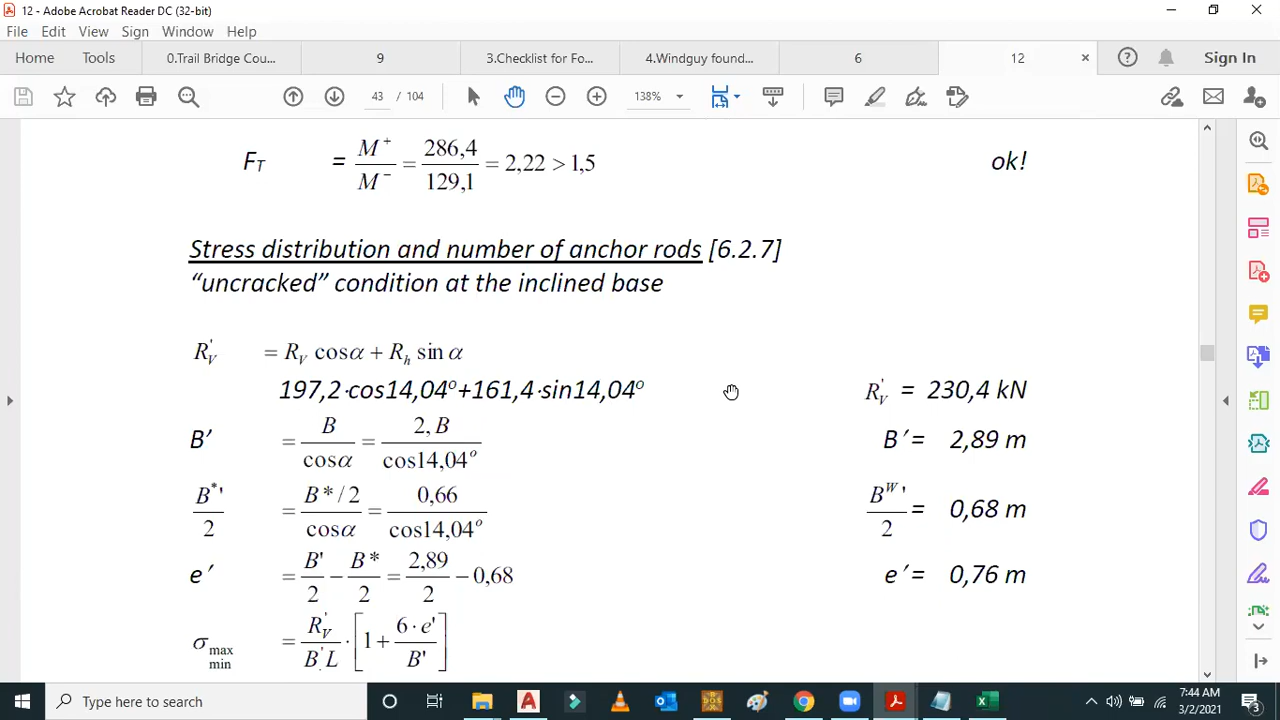 12 - Adobe Acrobat Reader DC (32-bit)
File Edit View Sign Window Help
Home Tools 0.Trail Bridge Cou... 9 3.Checklist for Fo... 4.Windguy found... 6 12 Sign In
43 / 104 138%
F_T = M⁺/M⁻ = 286,4/129,1 = 2,22 > 1,5 ok!
Stress distribution and number of anchor rods [6.2.7]
“uncracked” condition at the inclined base
R'_V = R_V cosα + R_h sin α
197,2·cos14,04º+161,4·sin14,04º R'_V = 230,4 kN
B′ = B/cosα = 2, B/cos14,04º B′= 2,89 m
B*'/2 = B*/2/cosα = 0,66/cos14,04º B^W'/2 = 0,68 m
e′ = B'/2 − B*/2 = 2,89/2 − 0,68 e′= 0,76 m
σ max min = R'_V/B'L · [1 + 6·e'/B']
Type here to search
7:44 AM
3/2/2021
3